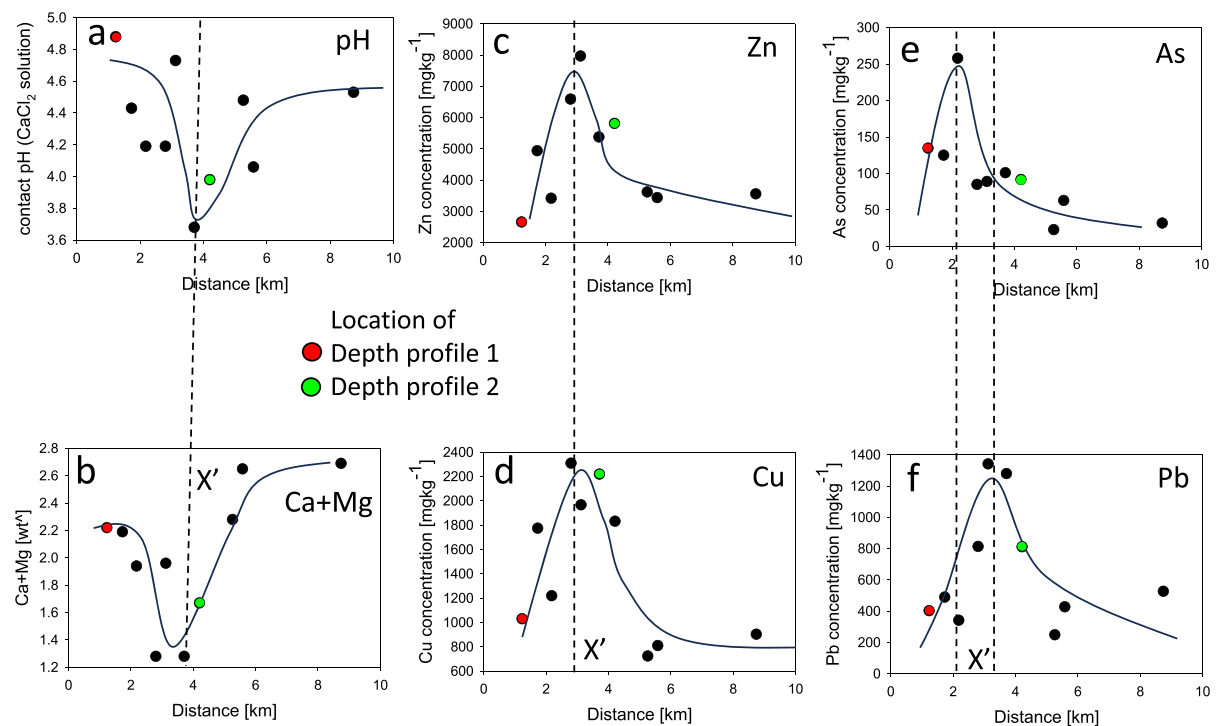 a
pH
contact pH (CaCl₂ solution)
5.0
4.8
4.6
4.4
4.2
4.0
3.8
3.6
0 2 4 6 8 10
Distance [km]
c
Zn
Zn concentration [mgkg⁻¹]
9000
8000
7000
6000
5000
4000
3000
2000
0 2 4 6 8 10
Distance [km]
e
As
As concentration [mgkg⁻¹]
300
250
200
150
100
50
0
0 2 4 6 8 10
Distance [km]
Location of
Depth profile 1
Depth profile 2
b
X’
Ca+Mg
Ca+Mg [wt^]
2.8
2.6
2.4
2.2
2.0
1.8
1.6
1.4
1.2
0 2 4 6 8 10
Distance [km]
d
Cu
X’
Cu concentration [mgkg⁻¹]
2400
2200
2000
1800
1600
1400
1200
1000
800
600
0 2 4 6 8 10
Distance [km]
f
Pb
X’
Pb concentration [mgkg⁻¹]
1400
1200
1000
800
600
400
200
0
0 2 4 6 8 10
Distance [km]